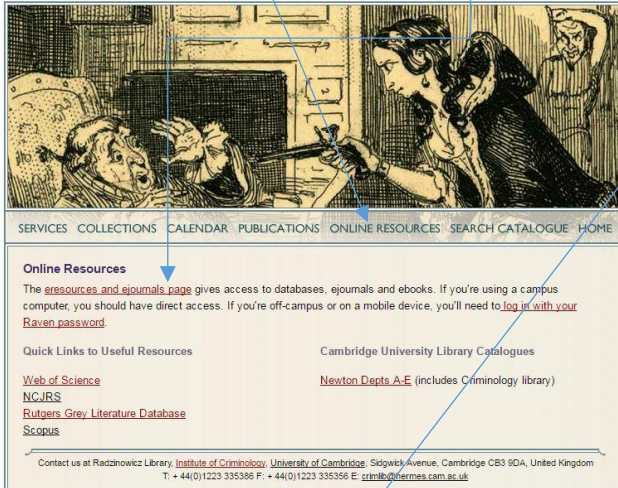 SERVICES COLLECTIONS CALENDAR PUBLICATIONS ONLINE RESOURCES SEARCH CATALOGUE HOME
Online Resources
The eresources and ejournals page gives access to databases, ejournals and ebooks. If you're using a campus
computer, you should have direct access. If you're off-campus or on a mobile device, you'll need to log in with your
Raven password.
Quick Links to Useful Resources
Web of Science
NCJRS
Rutgers Grey Literature Database
Scopus
Cambridge University Library Catalogues
Newton Depts A-E (includes Criminology library)
Contact us at Radzinowicz Library, Institute of Criminology, University of Cambridge, Sidgwick Avenue, Cambridge CB3 9DA, United Kingdom
T: + 44(0)1223 335386 F: + 44(0)1223 335356 E: crimlib@hermes.cam.ac.uk